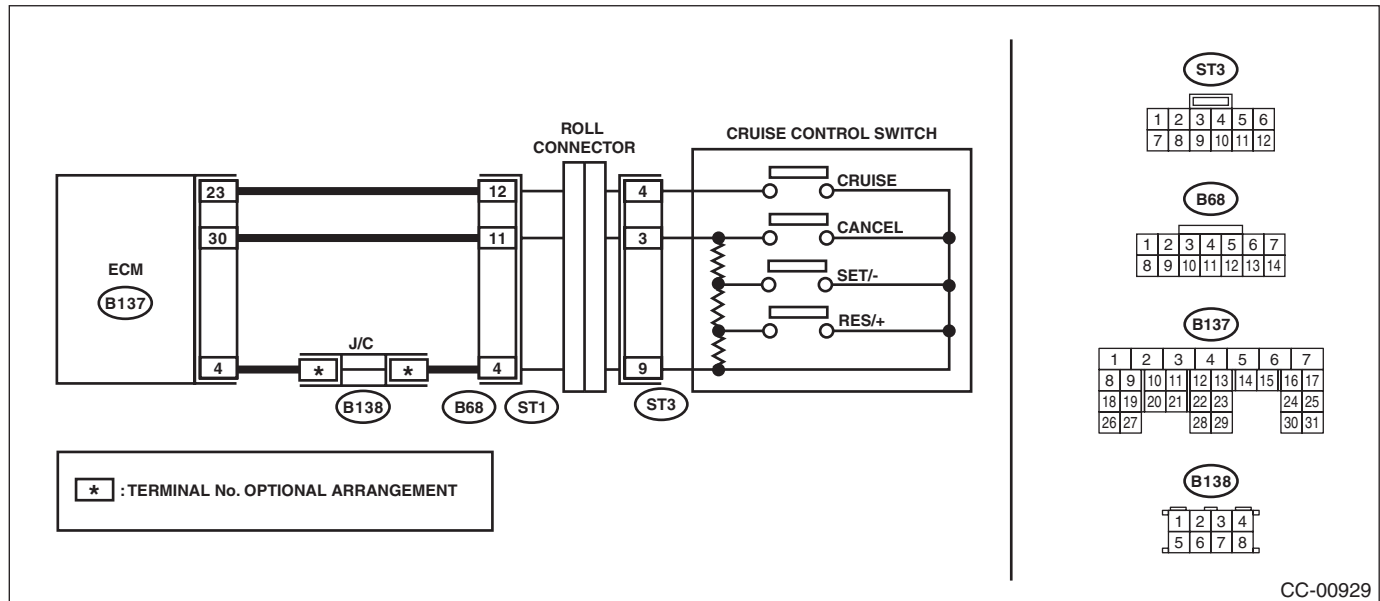 ROLL
CONNECTOR
CRUISE CONTROL SWITCH
23 12 4 CRUISE
30 11 3 CANCEL
ECM
B137
SET/-
RES/+
J/C
4 * * 4 9
B138 B68 ST1 ST3
* : TERMINAL No. OPTIONAL ARRANGEMENT
ST3
1 2 3 4 5 6
7 8 9 10 11 12
B68
1 2 3 4 5 6 7
8 9 10 11 12 13 14
B137
1 2 3 4 5 6 7
8 9 10 11 12 13 14 15 16 17
18 19 20 21 22 23 24 25
26 27 28 29 30 31
B138
1 2 3 4
5 6 7 8
CC-00929